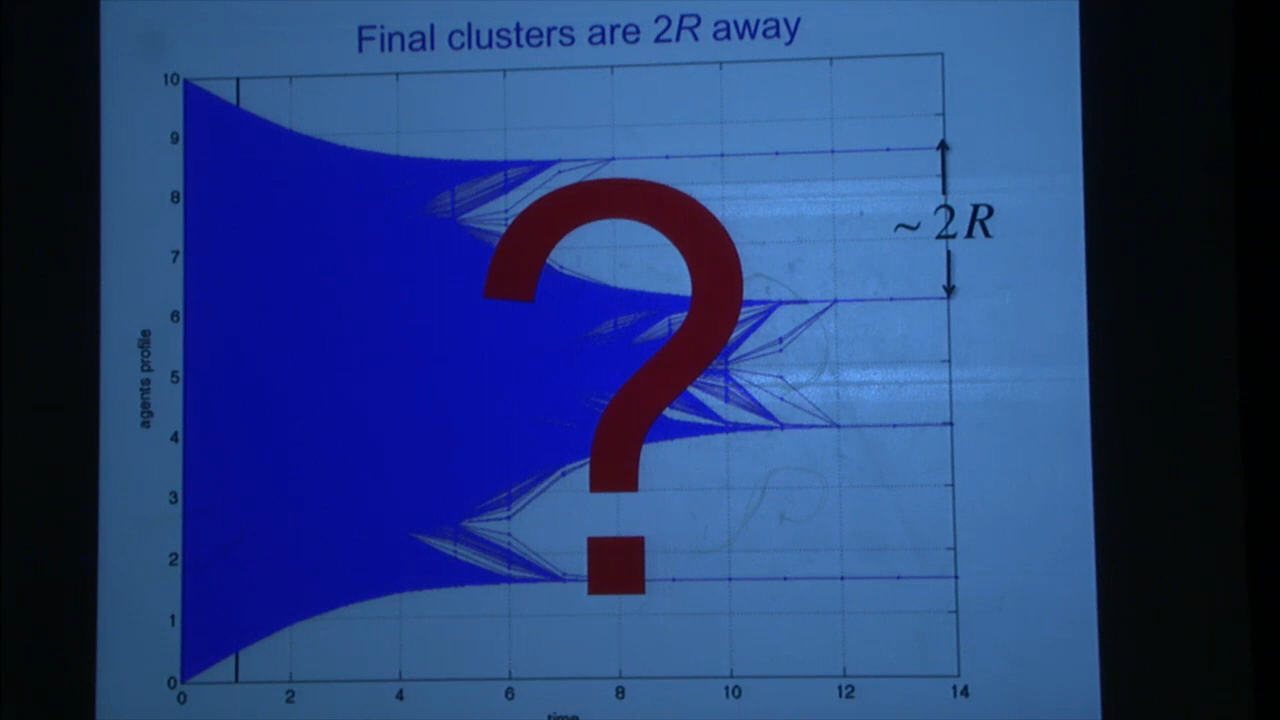 Final clusters are 2R away
10
9
8
7
6
5
4
3
2
1
0
agents profile
~ 2R
?
0 2 4 6 8 10 12 14
time